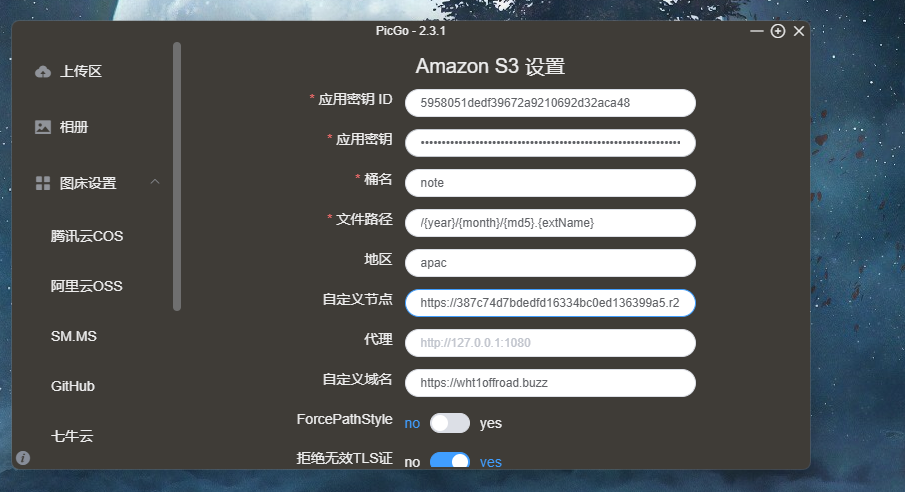 PicGo - 2.3.1
上传区
相册
图床设置
腾讯云COS
阿里云OSS
SM.MS
GitHub
七牛云
Amazon S3 设置
* 应用密钥 ID 5958051dedf39672a9210692d32aca48
* 应用密钥
* 桶名 note
* 文件路径 /{year}/{month}/{md5}.{extName}
地区 apac
自定义节点 https://387c74d7bdedfd16334bc0ed136399a5.r2
代理 http://127.0.0.1:1080
自定义域名 https://wht1offroad.buzz
ForcePathStyle no yes
拒绝无效TLS证 no yes